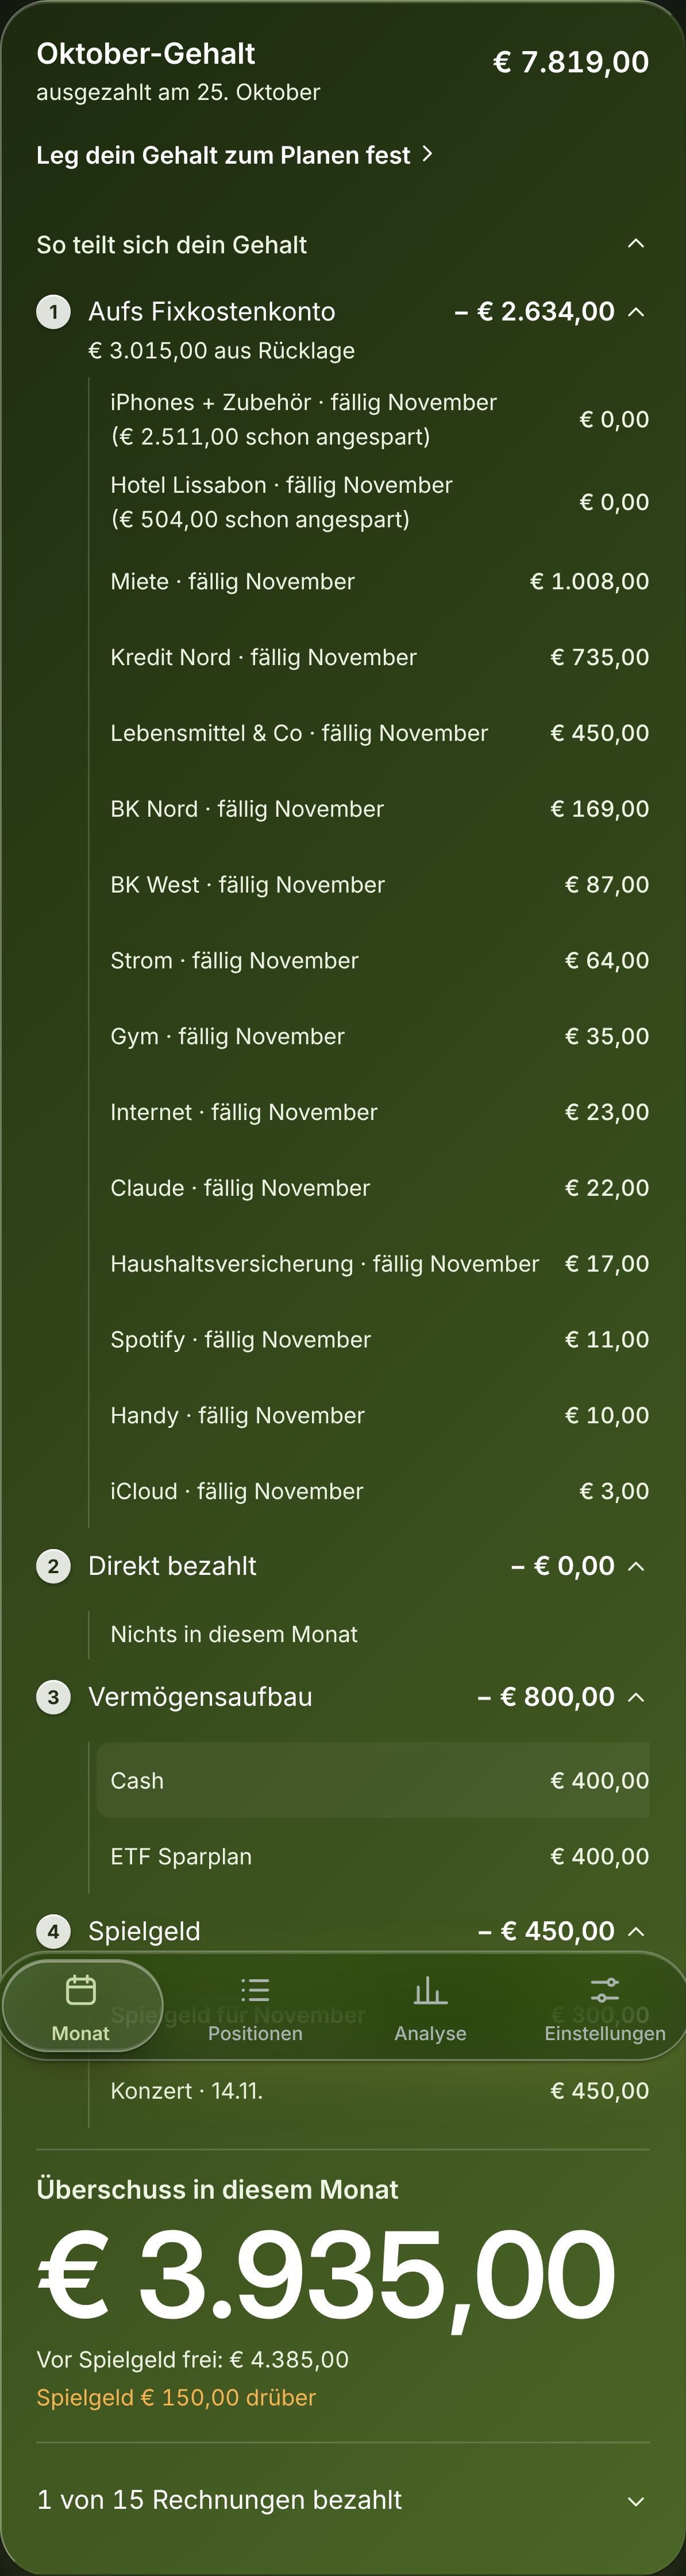 Oktober-Gehalt
€ 7.819,00
ausgezahlt am 25. Oktober
Leg dein Gehalt zum Planen fest
So teilt sich dein Gehalt
1 Aufs Fixkostenkonto – € 2.634,00
€ 3.015,00 aus Rücklage
iPhones + Zubehör · fällig November
(€ 2.511,00 schon angespart)
€ 0,00
Hotel Lissabon · fällig November
(€ 504,00 schon angespart)
€ 0,00
Miete · fällig November € 1.008,00
Kredit Nord · fällig November € 735,00
Lebensmittel & Co · fällig November € 450,00
BK Nord · fällig November € 169,00
BK West · fällig November € 87,00
Strom · fällig November € 64,00
Gym · fällig November € 35,00
Internet · fällig November € 23,00
Claude · fällig November € 22,00
Haushaltsversicherung · fällig November € 17,00
Spotify · fällig November € 11,00
Handy · fällig November € 10,00
iCloud · fällig November € 3,00
2 Direkt bezahlt – € 0,00
Nichts in diesem Monat
3 Vermögensaufbau – € 800,00
Cash € 400,00
ETF Sparplan € 400,00
4 Spielgeld – € 450,00
Spielgeld für November € 300,00
Monat Positionen Analyse Einstellungen
Konzert · 14.11. € 450,00
Überschuss in diesem Monat
€ 3.935,00
Vor Spielgeld frei: € 4.385,00
Spielgeld € 150,00 drüber
1 von 15 Rechnungen bezahlt